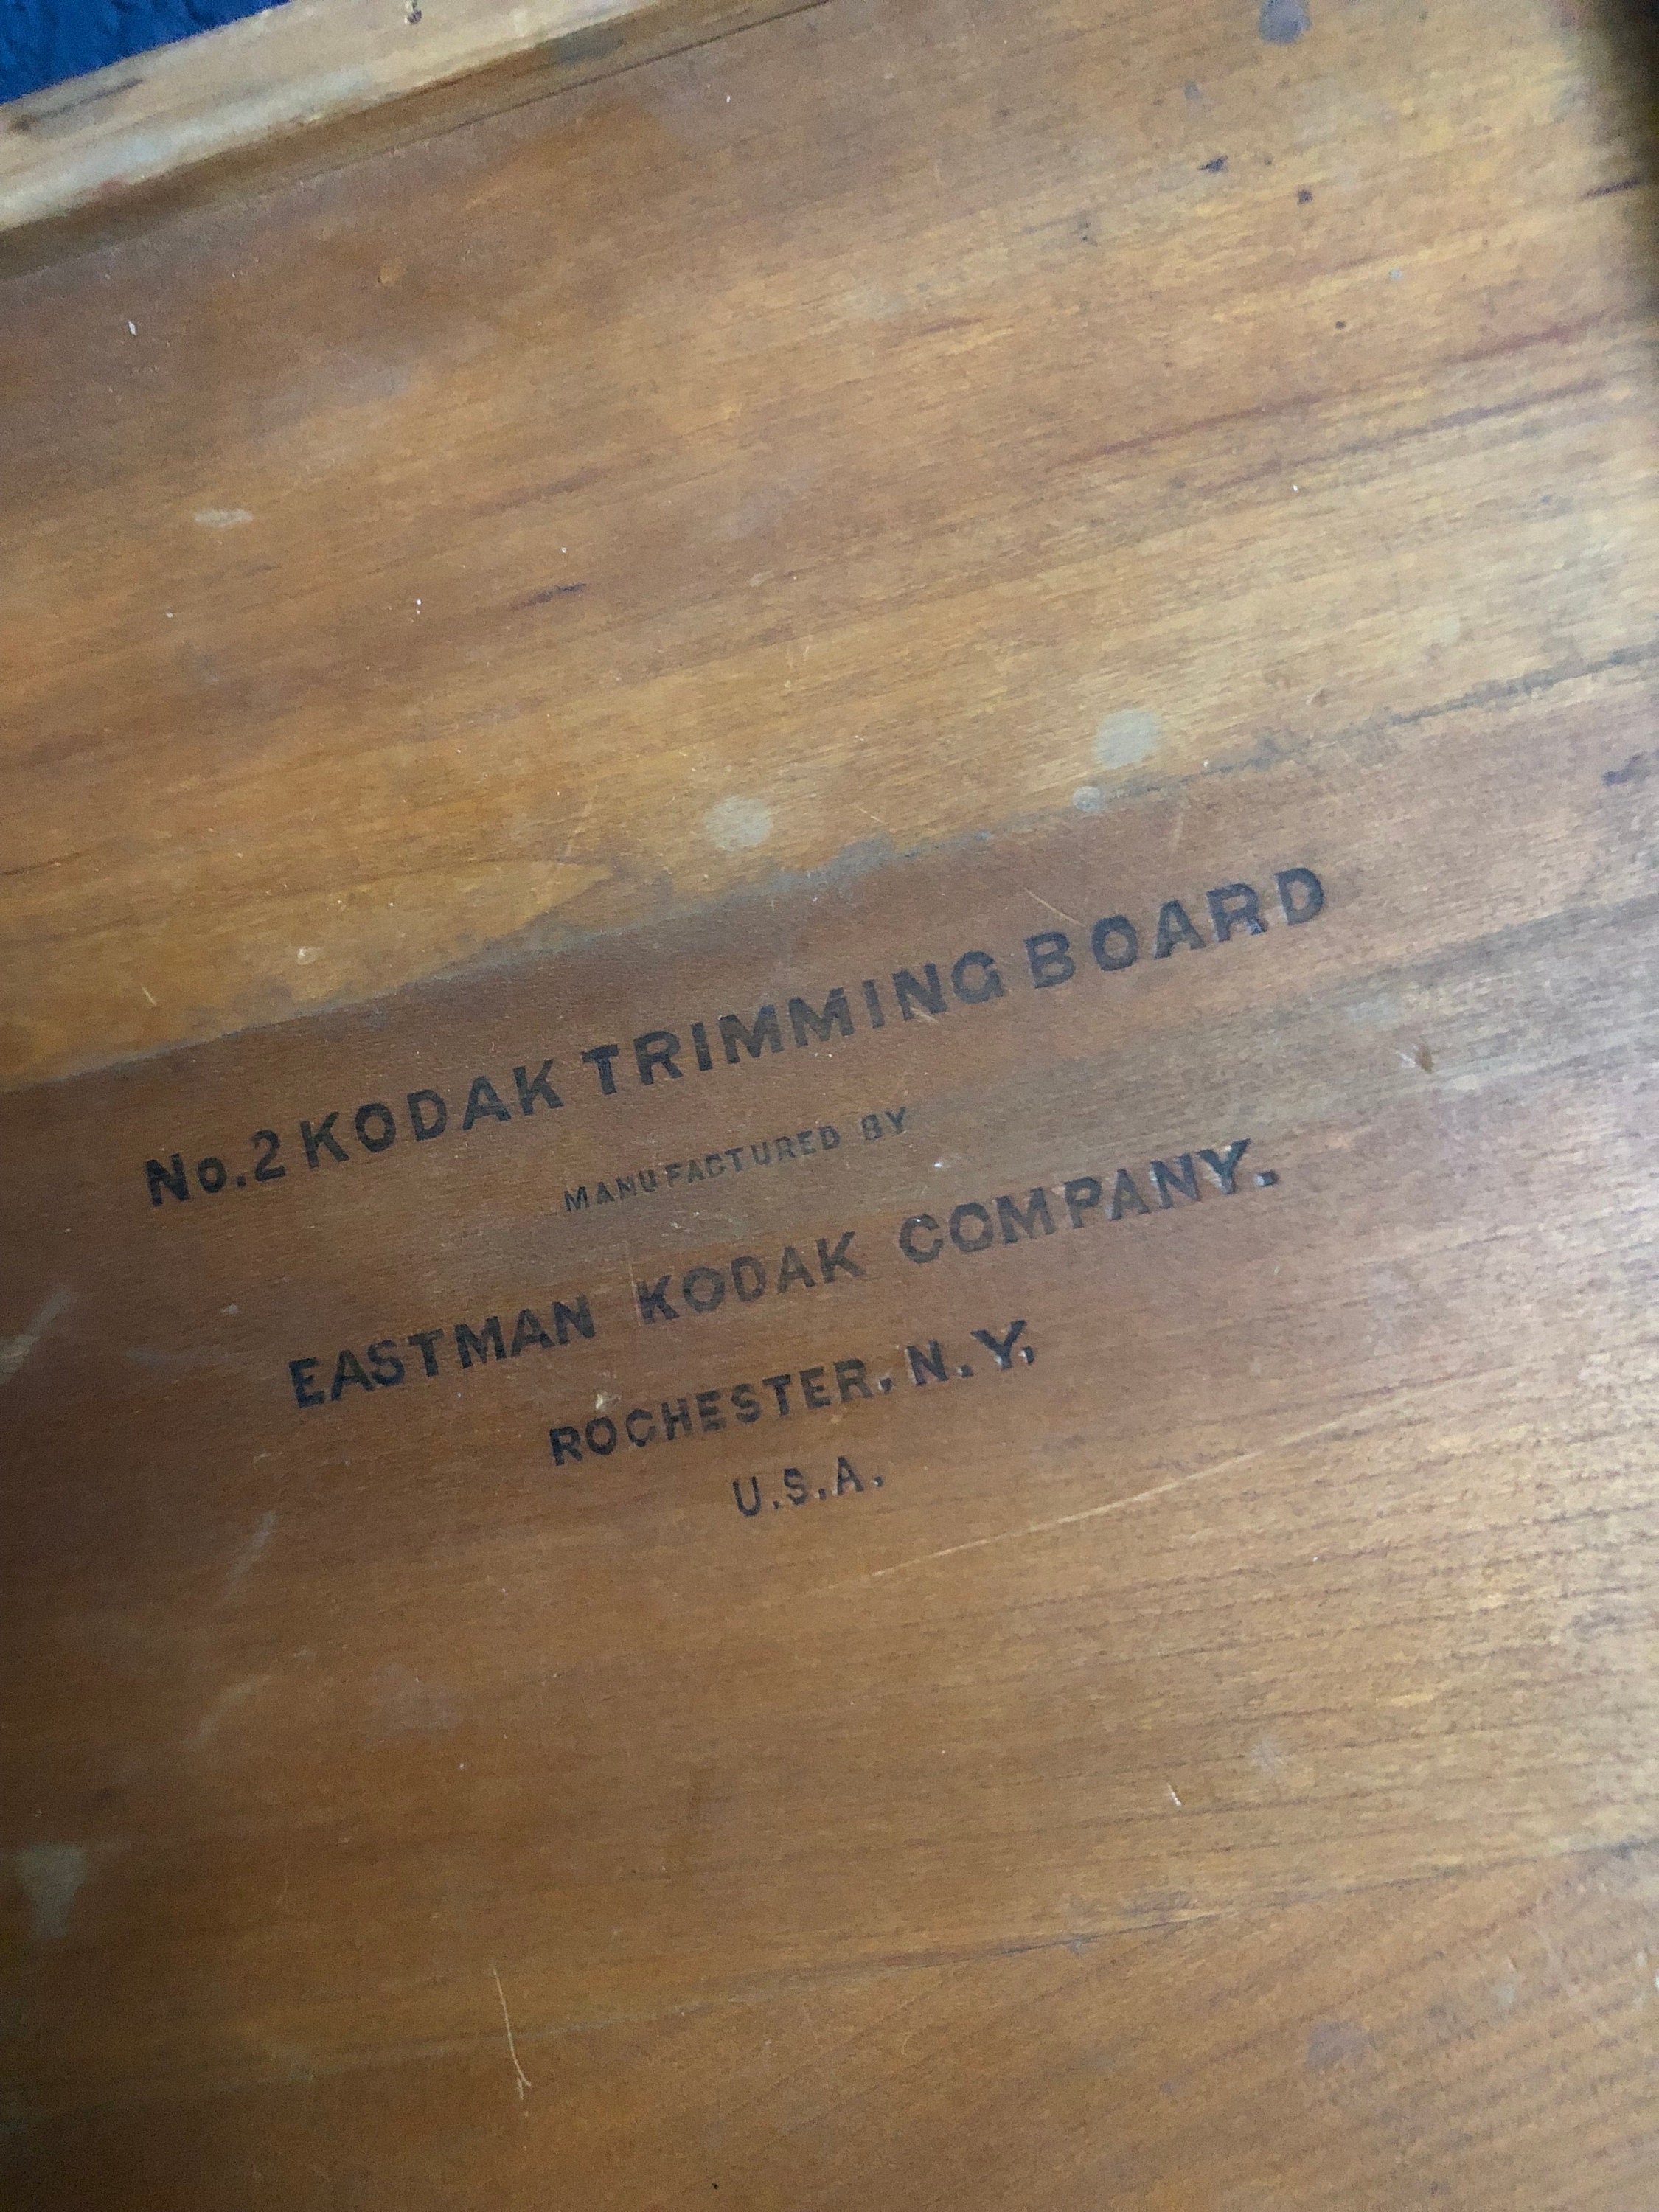 No. 2 KODAK TRIMMING BOARD
MANUFACTURED BY
EASTMAN KODAK COMPANY.
ROCHESTER, N.Y.
U.S.A.